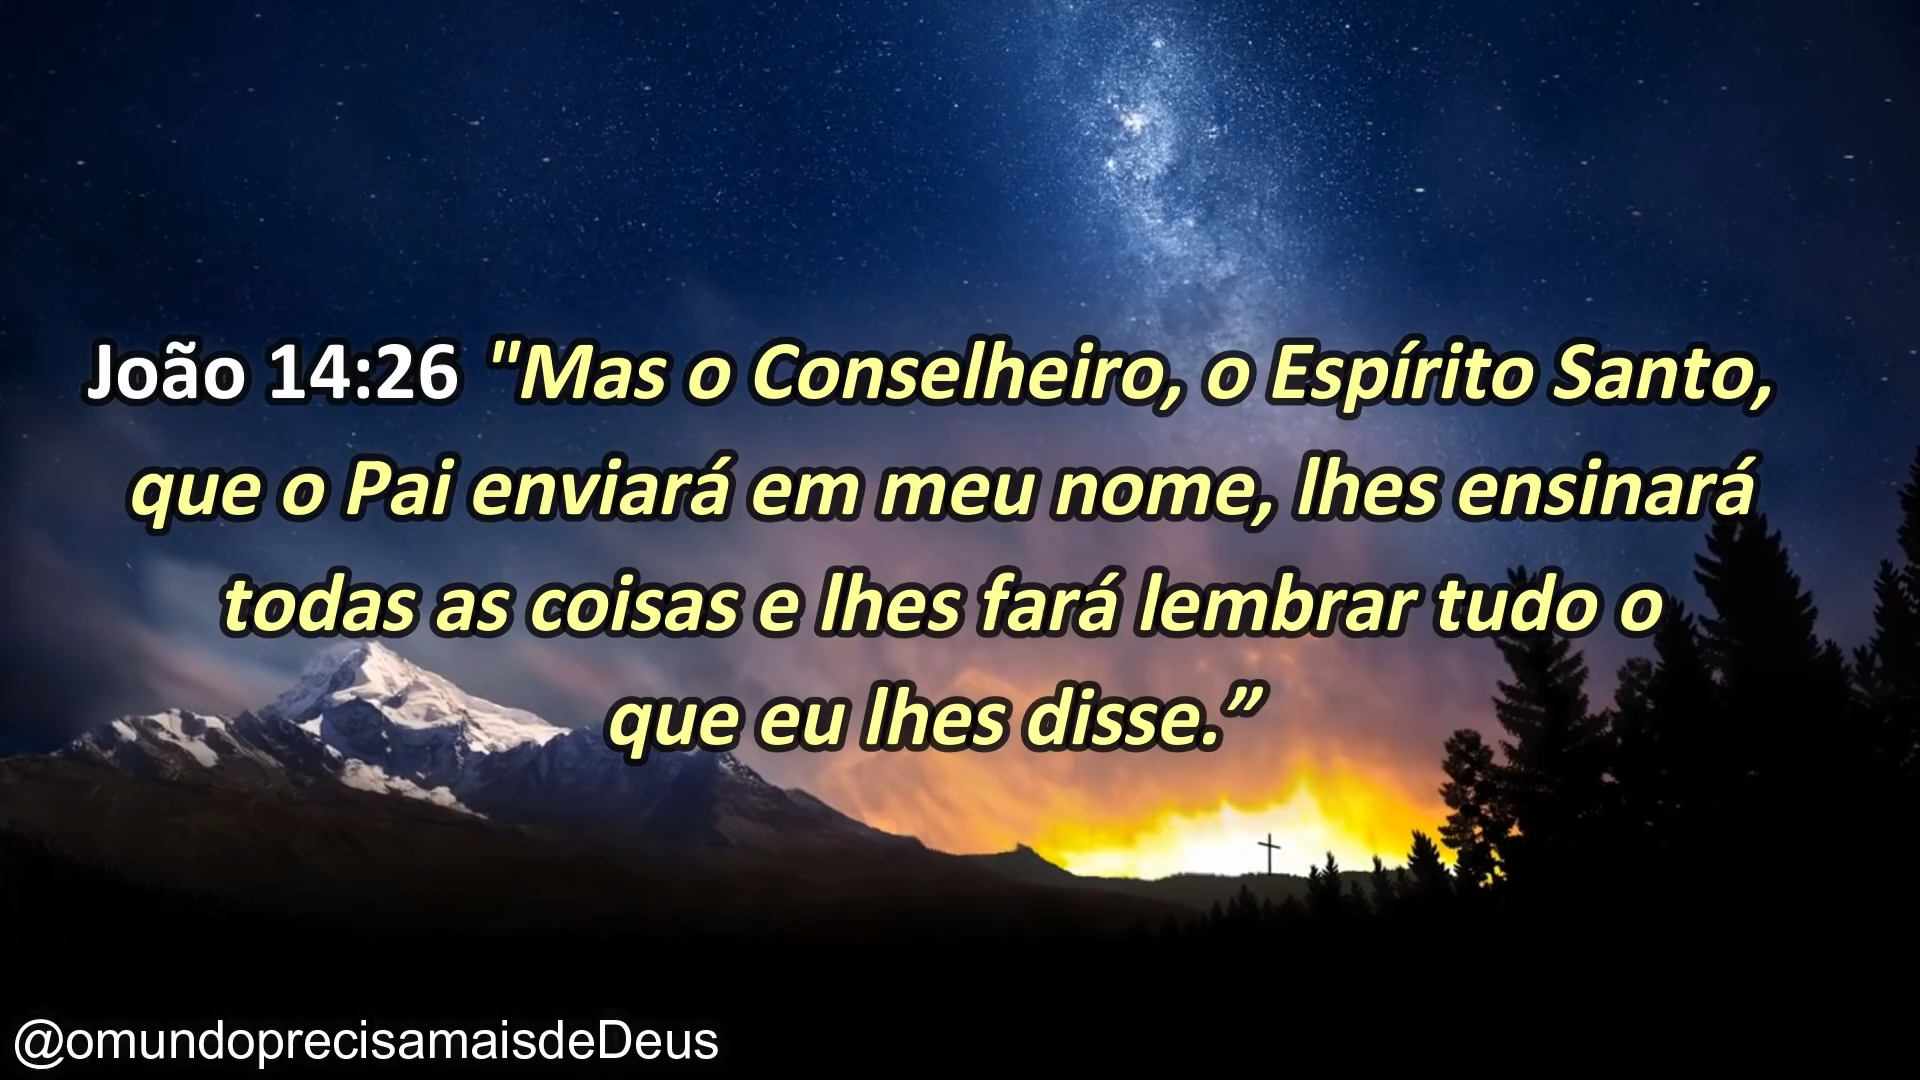 João 14:26 "Mas o Conselheiro, o Espírito Santo,
que o Pai enviará em meu nome, lhes ensinará
todas as coisas e lhes fará lembrar tudo o
que eu lhes disse.”
@omundoprecisamaisdeDeus